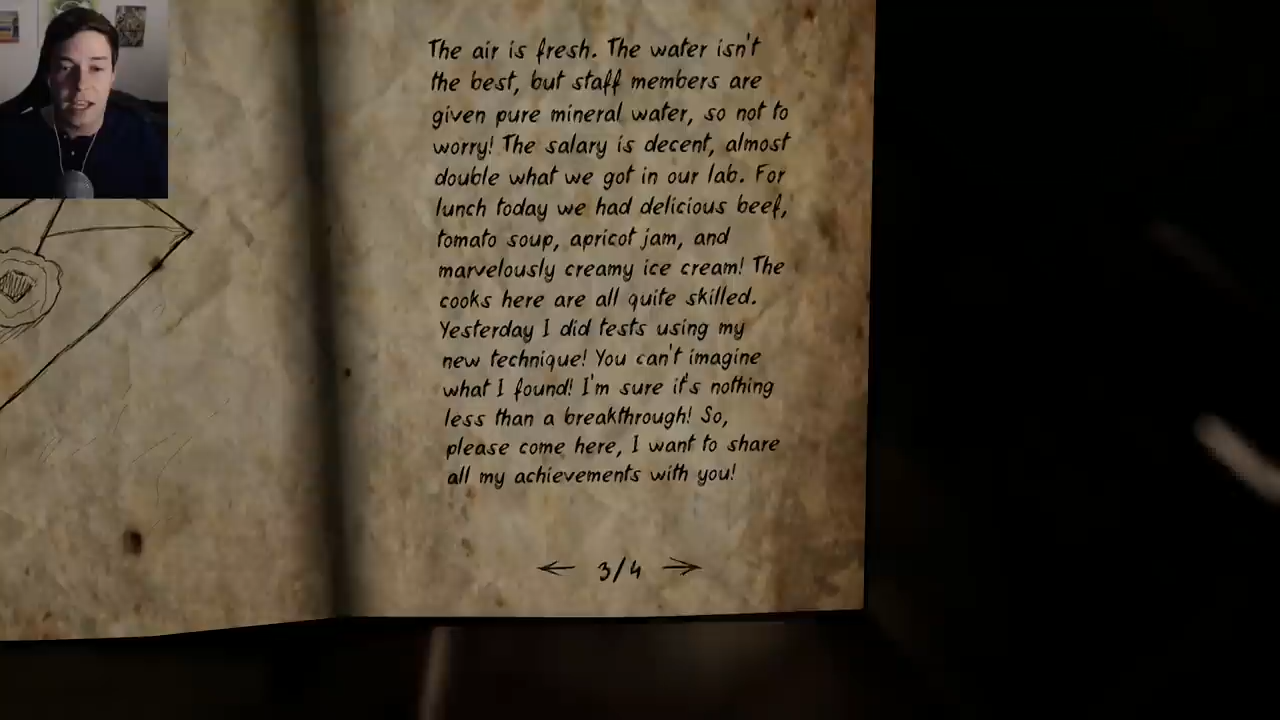 The air is fresh. The water isn't
the best, but staff members are
given pure mineral water, so not to
worry! The salary is decent, almost
double what we got in our lab. For
lunch today we had delicious beef,
tomato soup, apricot jam, and
marvelously creamy ice cream! The
cooks here are all quite skilled.
Yesterday I did tests using my
new technique! You can't imagine
what I found! I'm sure it's nothing
less than a breakthrough! So,
please come here, I want to share
all my achievements with you!
← 3/4 →